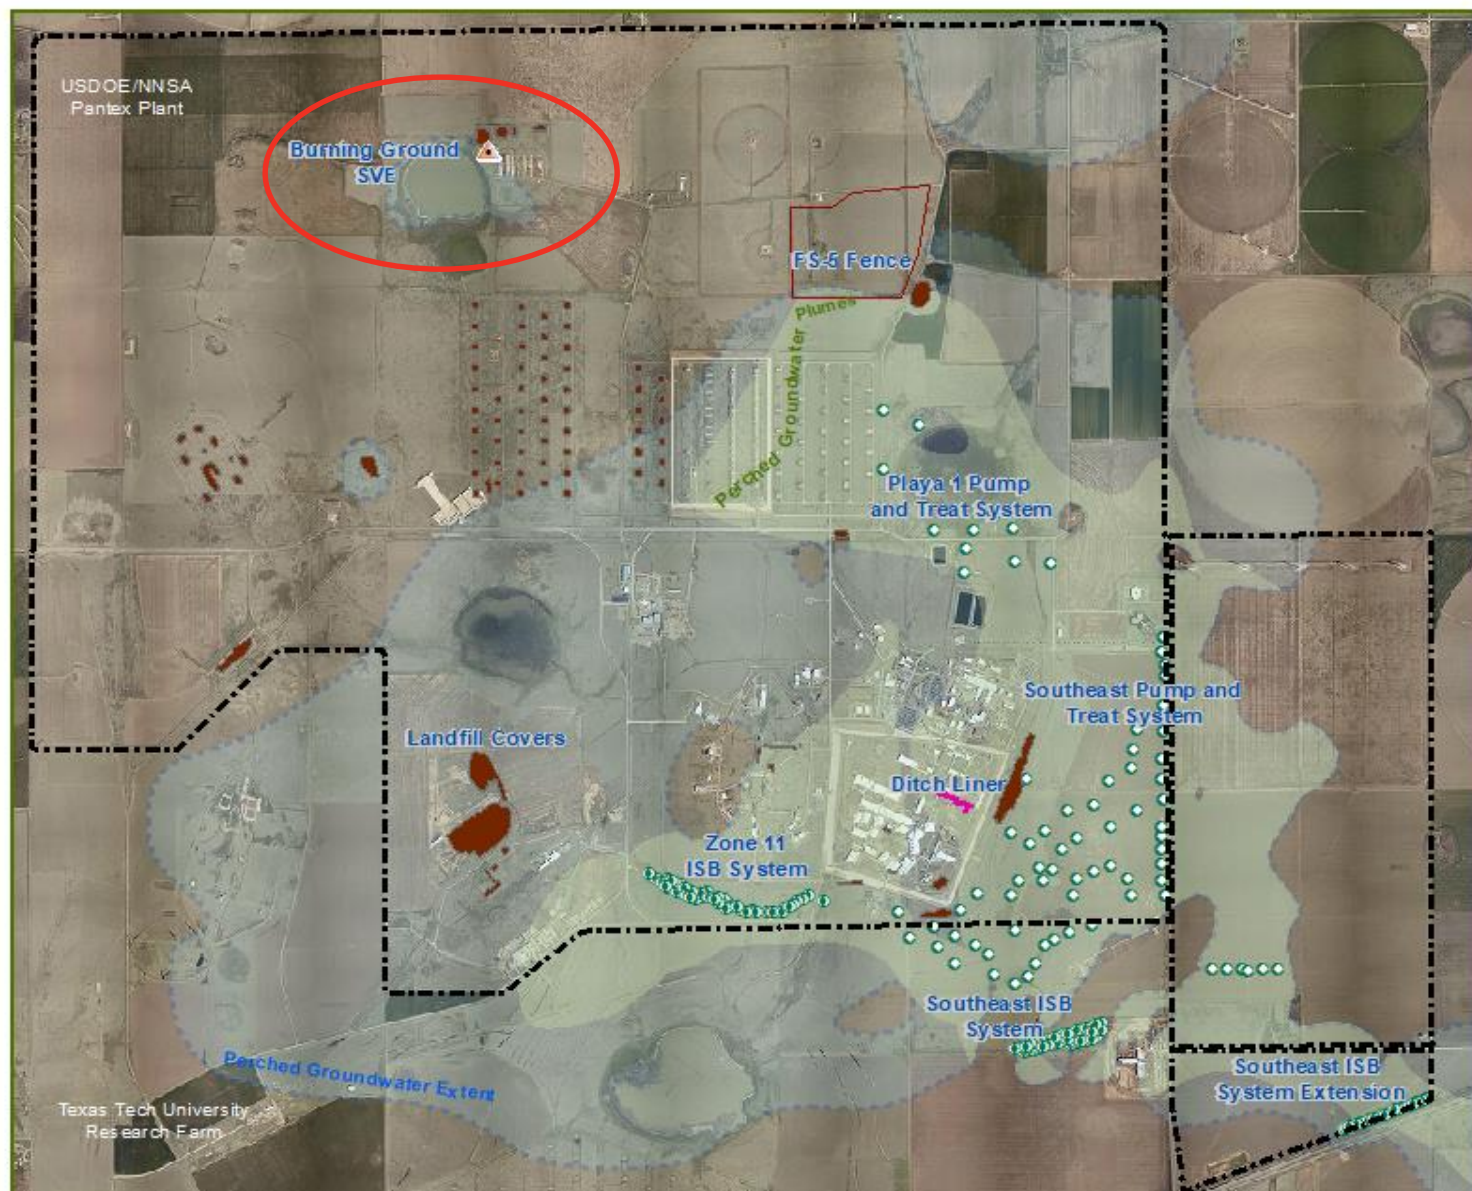 USDOE/NNSA
Pantex Plant
Burning Ground
SVE
FS-5 Fence
Perched Groundwater Plumes
Playa 1 Pump
and Treat System
Southeast Pump and
Treat System
Landfill Covers
Ditch Liner
Zone 11
ISB System
Southeast ISB
System
Perched Groundwater Extent
Southeast ISB
System Extension
Texas Tech University
Research Farm